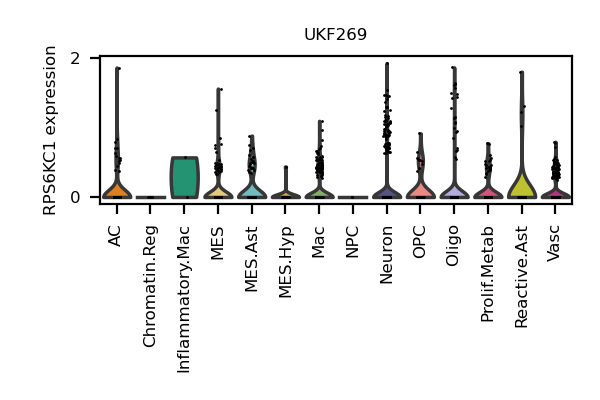 UKF269
RPS6KC1 expression
2
0
AC
Chromatin.Reg
Inflammatory.Mac
MES
MES.Ast
MES.Hyp
Mac
NPC
Neuron
OPC
Oligo
Prolif.Metab
Reactive.Ast
Vasc